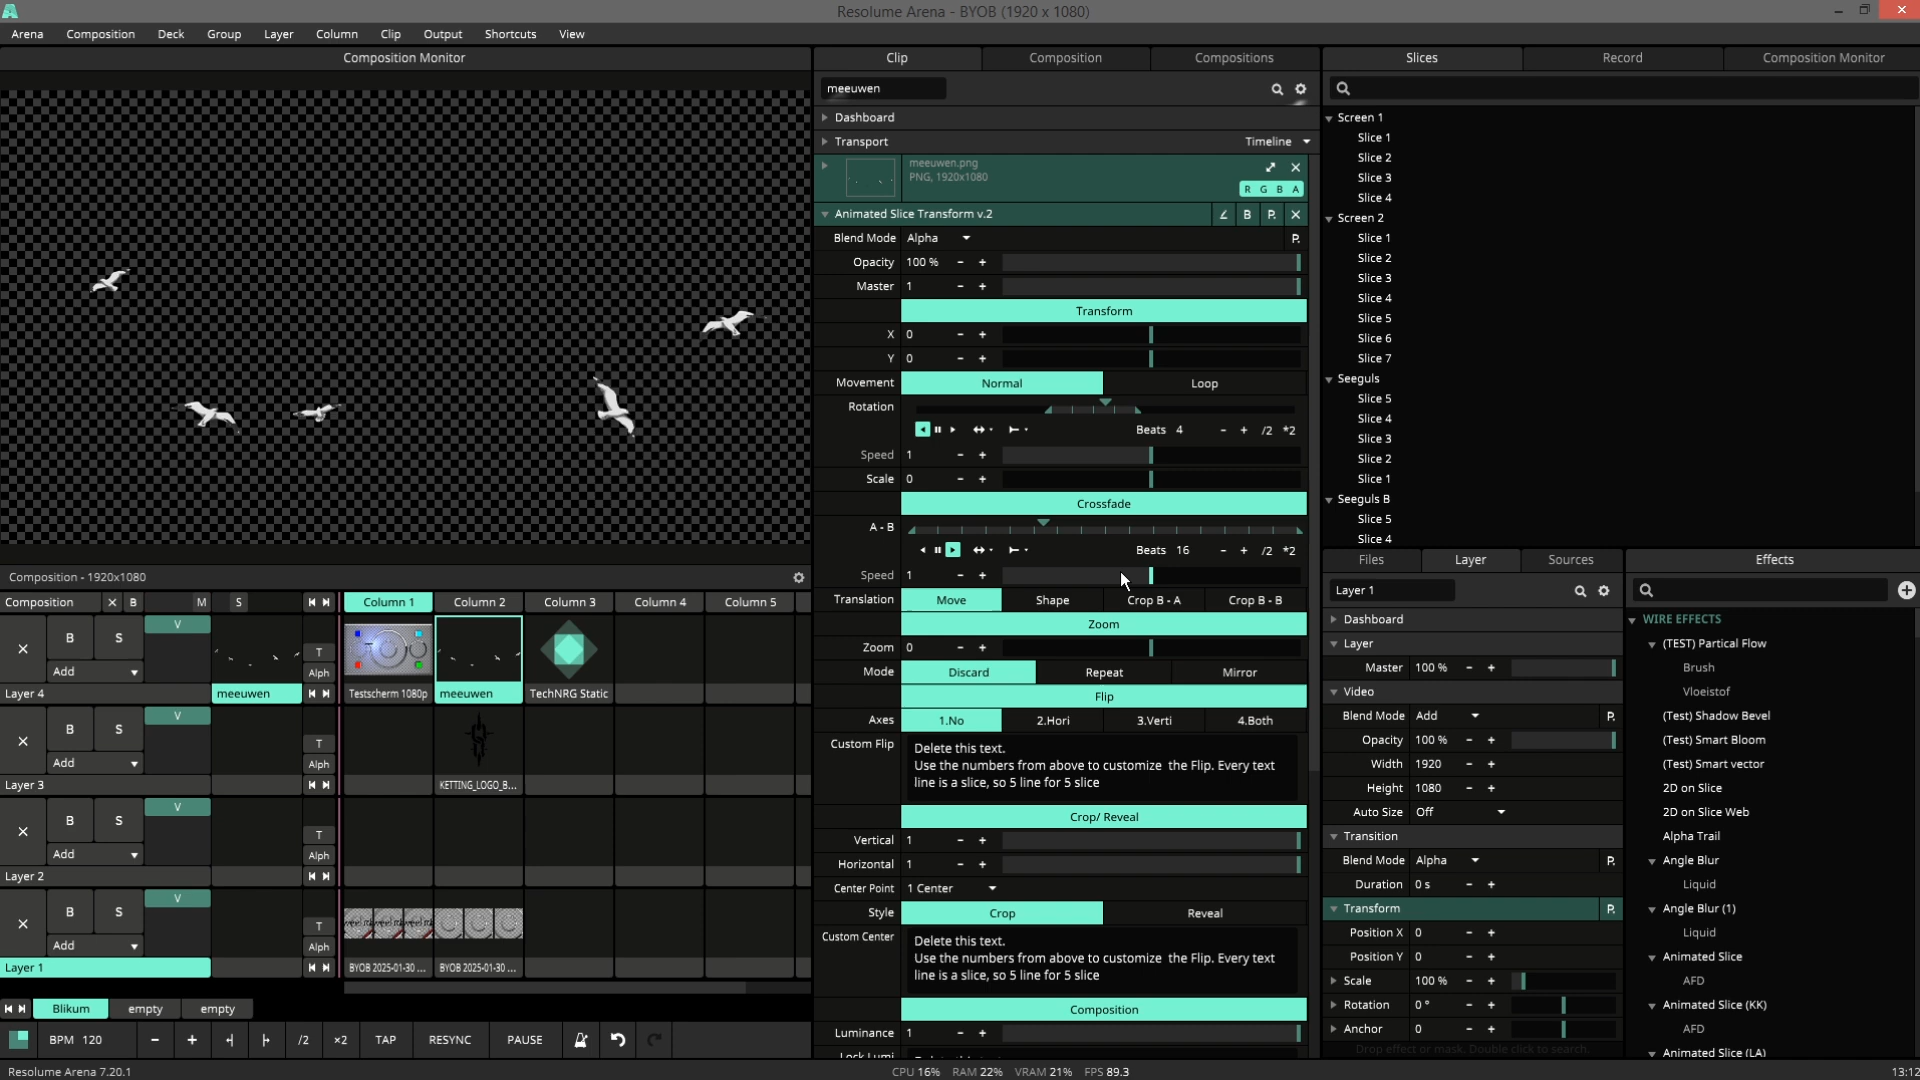 Resolume Arena - BYOB (1920 x 1080)
Arena Composition Deck Group Layer Column Clip Output Shortcuts View
Composition Monitor
Composition - 1920x1080
Composition X B M S Column 1 Column 2 Column 3 Column 4 Column 5
B S V T
Add Alph
Layer 4 meeuwen Testscherm 1080p meeuwen TechNRG Static
B S V T
Add Alph
Layer 3 KETTING_LOGO_B...
B S V T
Add Alph
Layer 2
B S V T
Add Alph
Layer 1 BYOB 2025-01-30 ... BYOB 2025-01-30 ...
Blikum empty empty
BPM 120 - + /2 ×2 TAP RESYNC PAUSE
Clip Composition Compositions
meeuwen
Dashboard
Transport Timeline
meeuwen.png
PNG, 1920x1080
R G B A
Animated Slice Transform v.2 B P.
Blend Mode Alpha P.
Opacity 100 % - +
Master 1 - +
Transform
X 0 - +
Y 0 - +
Movement Normal Loop
Rotation
Beats 4 - + /2 *2
Speed 1 - +
Scale 0 - +
Crossfade
A - B
Beats 16 - + /2 *2
Speed 1 - +
Translation Move Shape Crop B - A Crop B - B
Zoom
Zoom 0 - +
Mode Discard Repeat Mirror
Flip
Axes 1.No 2.Hori 3.Verti 4.Both
Custom Flip Delete this text.
Use the numbers from above to customize the Flip. Every text
line is a slice, so 5 line for 5 slice
Crop/ Reveal
Vertical 1 - +
Horizontal 1 - +
Center Point 1 Center
Style Crop Reveal
Custom Center Delete this text.
Use the numbers from above to customize the Flip. Every text
line is a slice, so 5 line for 5 slice
Composition
Luminance 1 - +
Slices Record Composition Monitor
Screen 1
Slice 1
Slice 2
Slice 3
Slice 4
Screen 2
Slice 1
Slice 2
Slice 3
Slice 4
Slice 5
Slice 6
Slice 7
Seeguls
Slice 5
Slice 4
Slice 3
Slice 2
Slice 1
Seeguls B
Slice 5
Slice 4
Files Layer Sources
Layer 1
Dashboard
Layer
Master 100 % - +
Video
Blend Mode Add P.
Opacity 100 % - +
Width 1920 - +
Height 1080 - +
Auto Size Off
Transition
Blend Mode Alpha P.
Duration 0 s - +
Transform P.
Position X 0 - +
Position Y 0 - +
Scale 100 % - +
Rotation 0 ° - +
Anchor 0 - +
Drop effect or mask. Double click to search.
Effects
WIRE EFFECTS
(TEST) Partical Flow
Brush
Vloeistof
(Test) Shadow Bevel
(Test) Smart Bloom
(Test) Smart vector
2D on Slice
2D on Slice Web
Alpha Trail
Angle Blur
Liquid
Angle Blur (1)
Liquid
Animated Slice
AFD
Animated Slice (KK)
AFD
Animated Slice (LA)
Resolume Arena 7.20.1 CPU 16% RAM 22% VRAM 21% FPS 89.3 13:12